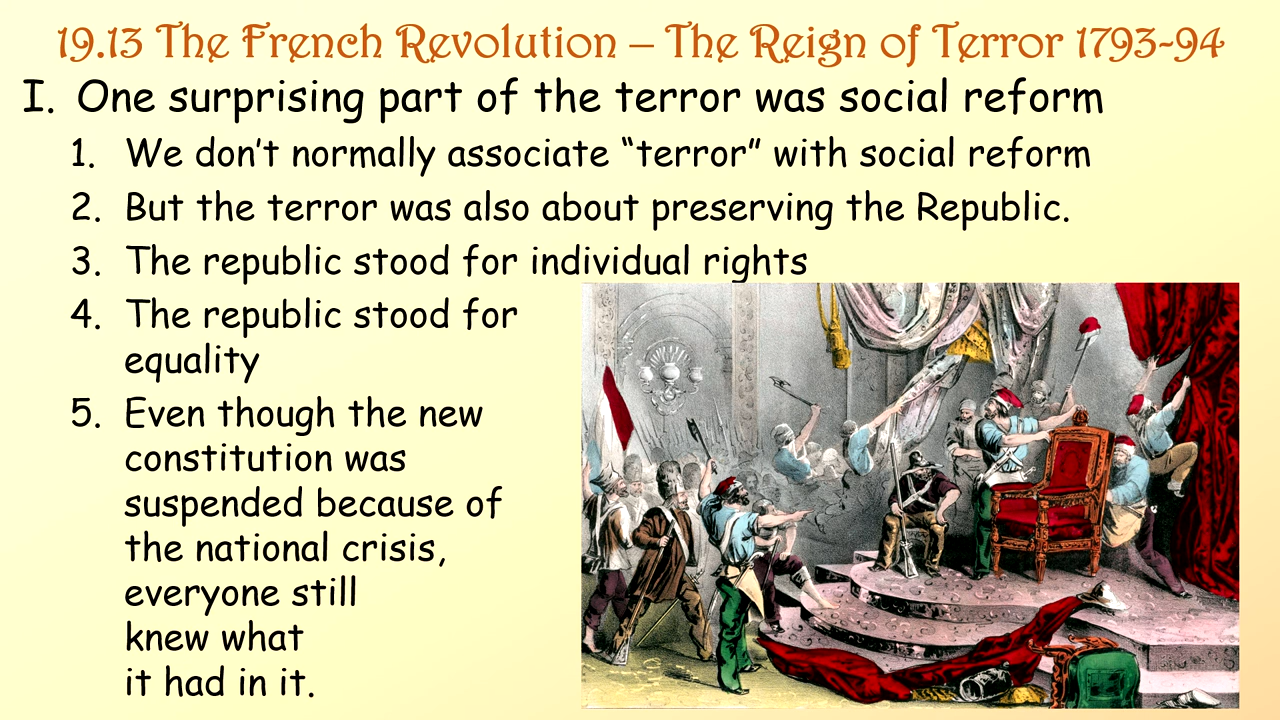 19.13 The French Revolution – The Reign of Terror 1793-94
I. One surprising part of the terror was social reform
1. We don’t normally associate “terror” with social reform
2. But the terror was also about preserving the Republic.
3. The republic stood for individual rights
4. The republic stood for
equality
5. Even though the new
constitution was
suspended because of
the national crisis,
everyone still
knew what
it had in it.